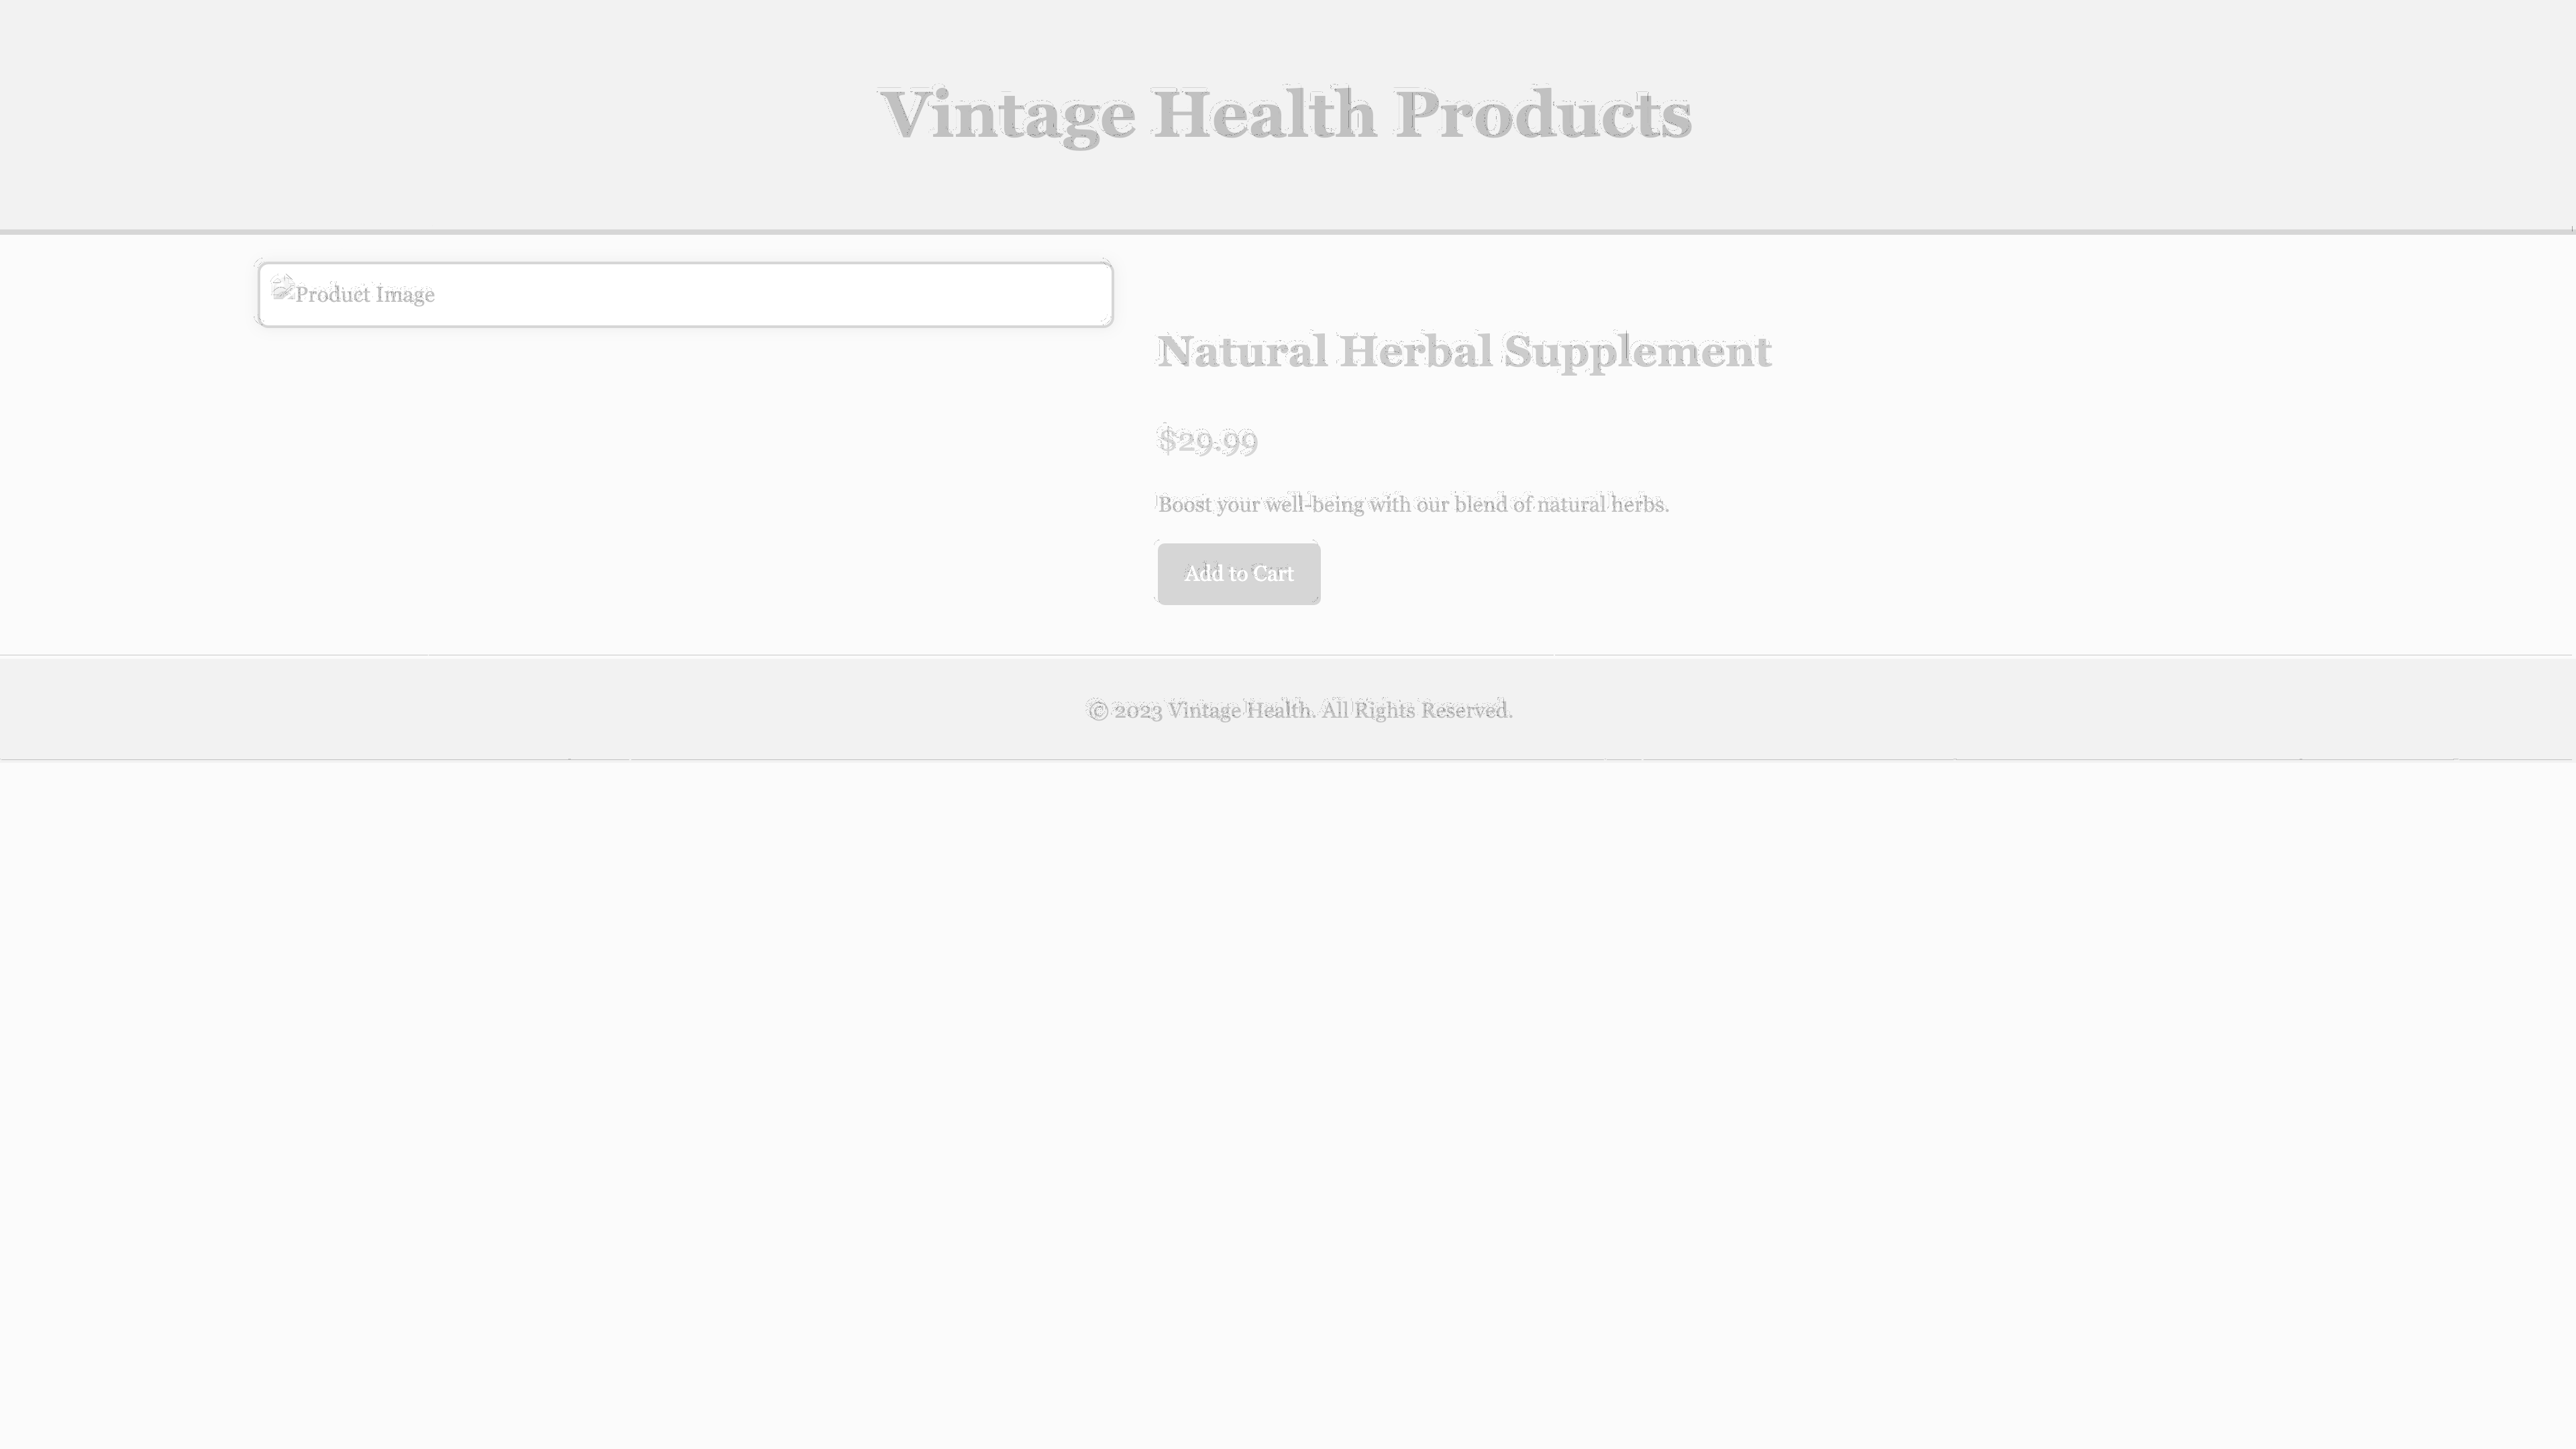 Vintage Health Products
Product Image
Natural Herbal Supplement
$29.99
Boost your well-being with our blend of natural herbs.
Add to Cart
© 2023 Vintage Health. All Rights Reserved.